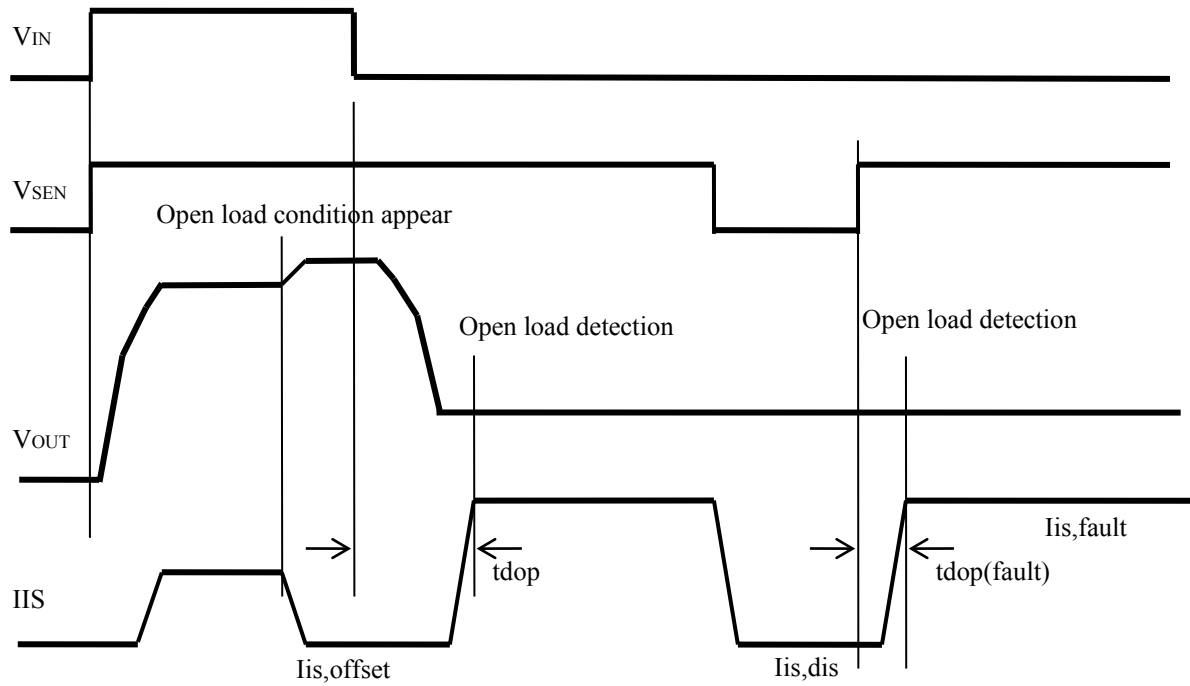 VIN
VSEN
Open load condition appear
Open load detection
Open load detection
VOUT
Iis,fault
tdop
tdop(fault)
IIS
Iis,offset
Iis,dis